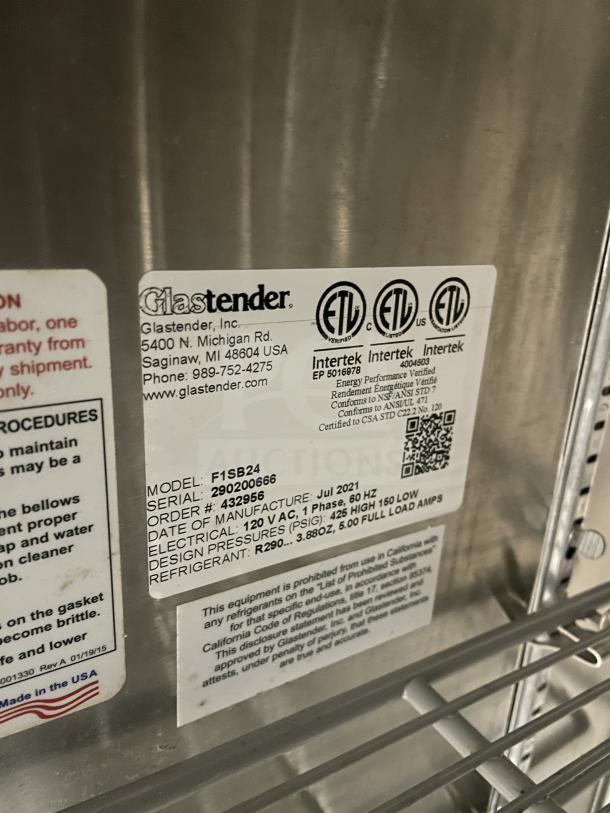 ON
labor, one
rranty from
y shipment.
only.
ROCEDURES
o maintain
s may be a
he bellows
ent proper
ap and water
on cleaner
ob.
s on the gasket
become brittle.
fe and lower
001330 Rev A 01/19/15
Made in the USA
Glastender®
Glastender, Inc.
5400 N. Michigan Rd.
Saginaw, MI 48604 USA
Phone: 989-752-4275
www.glastender.com
ETL ETL ETL
VERIFIED C LISTED US
Intertek Intertek Intertek
EP 5016978 4004503
Energy Performance Verified
Rendement Energétique Vérifié
Conforms to NSF/ANSI STD 7
Conforms to ANSI/UL 471
Certified to CSA STD C22.2 No. 120
AUCTIONS
MODEL: F1SB24
SERIAL: 290200666
ORDER #: 432956
DATE OF MANUFACTURE: Jul 2021
ELECTRICAL: 120 V AC, 1 Phase, 60 HZ
DESIGN PRESSURES (PSIG): 425 HIGH 150 LOW
REFRIGERANT: R290... 3.88OZ, 5.00 FULL LOAD AMPS
This equipment is prohibited from use in California with
any refrigerants on the "List of Prohibited Substances"
for that specific end-use, in accordance with
California Code of Regulations, title 17, section 95374.
This disclosure statement has been reviewed and
approved by Glastender, Inc. and Glastender, Inc.
attests, under penalty of perjury, that these statements
are true and accurate.